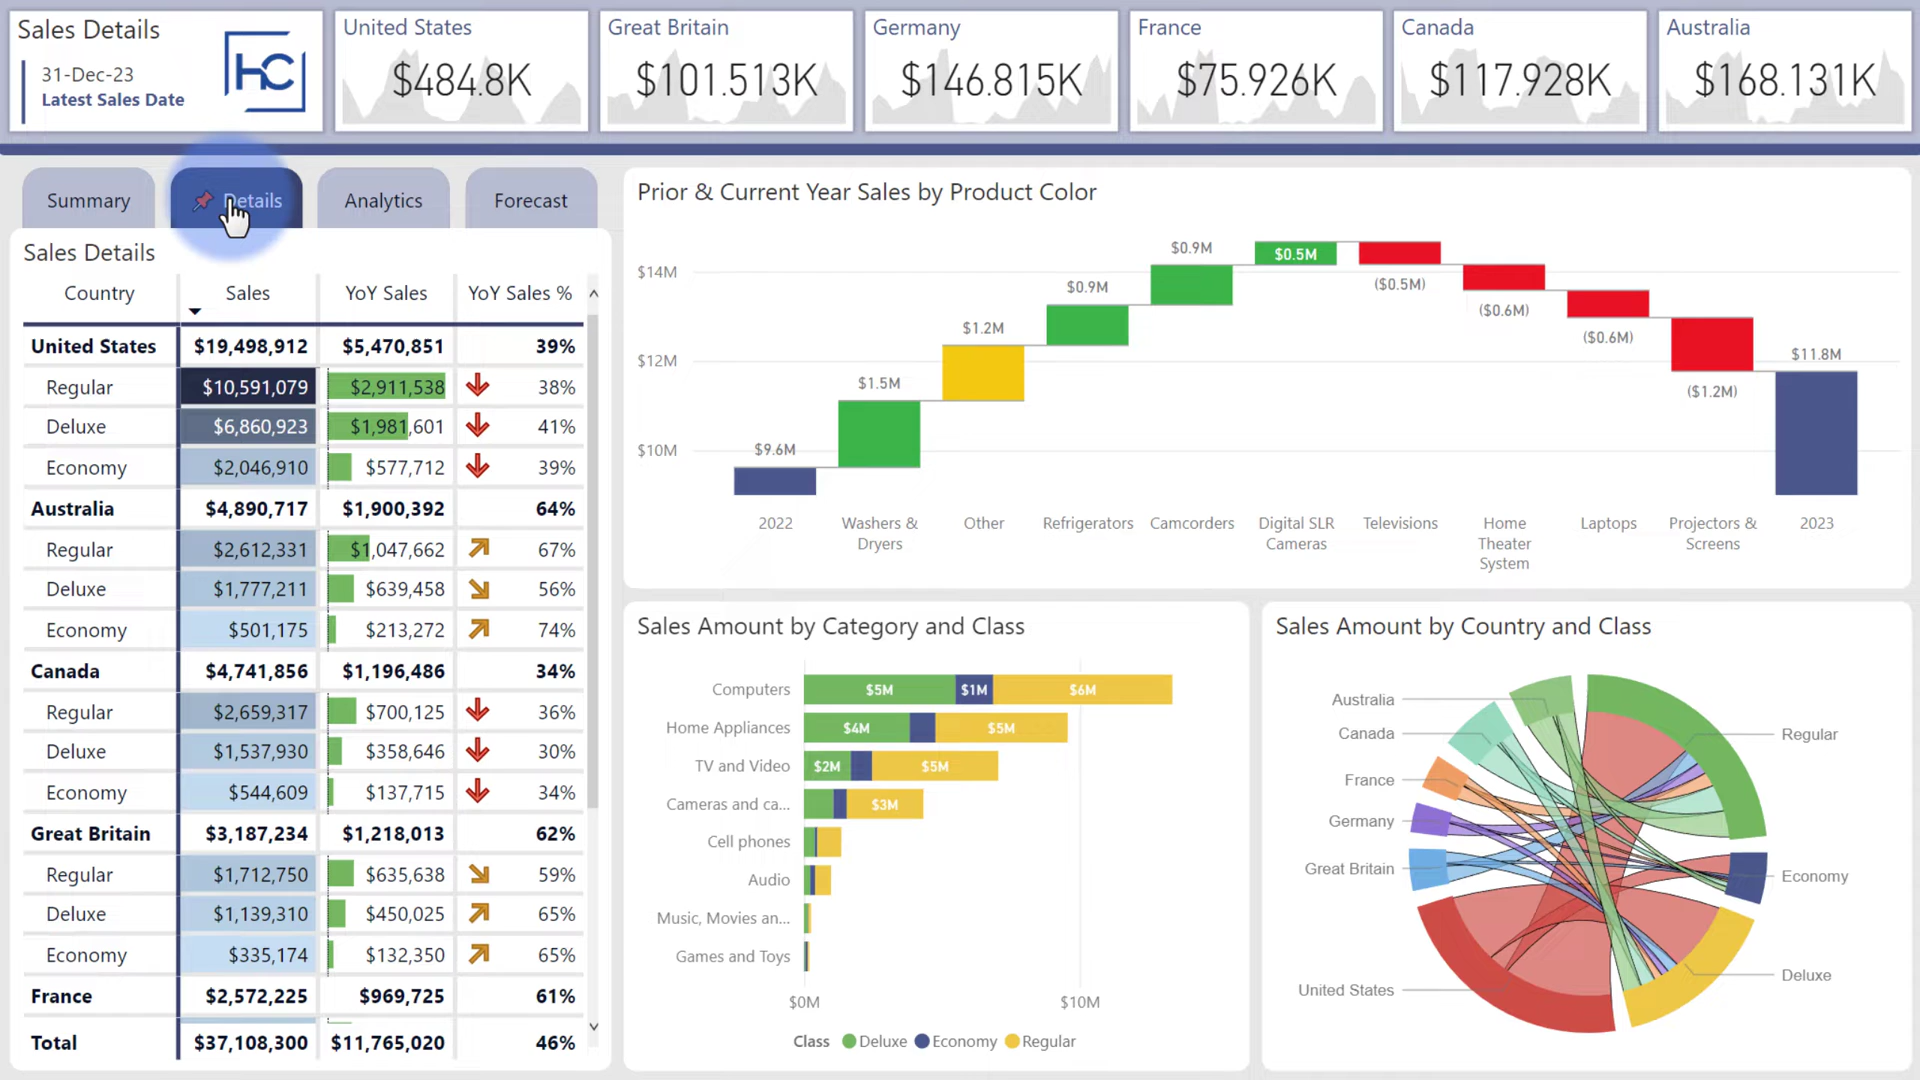 Sales Details
31-Dec-23
Latest Sales Date
HC
United States
$484.8K
Great Britain
$101.513K
Germany
$146.815K
France
$75.926K
Canada
$117.928K
Australia
$168.131K
Summary
Details
Analytics
Forecast
Sales Details
Country Sales YoY Sales YoY Sales %
United States $19,498,912 $5,470,851 39%
Regular $10,591,079 $2,911,538 38%
Deluxe $6,860,923 $1,981,601 41%
Economy $2,046,910 $577,712 39%
Australia $4,890,717 $1,900,392 64%
Regular $2,612,331 $1,047,662 67%
Deluxe $1,777,211 $639,458 56%
Economy $501,175 $213,272 74%
Canada $4,741,856 $1,196,486 34%
Regular $2,659,317 $700,125 36%
Deluxe $1,537,930 $358,646 30%
Economy $544,609 $137,715 34%
Great Britain $3,187,234 $1,218,013 62%
Regular $1,712,750 $635,638 59%
Deluxe $1,139,310 $450,025 65%
Economy $335,174 $132,350 65%
France $2,572,225 $969,725 61%
Total $37,108,300 $11,765,020 46%
Prior & Current Year Sales by Product Color
$14M
$12M
$10M
$9.6M
$1.5M
$1.2M
$0.9M
$0.9M
$0.5M
($0.5M)
($0.6M)
($0.6M)
($1.2M)
$11.8M
2022
Washers &
Dryers
Other
Refrigerators
Camcorders
Digital SLR
Cameras
Televisions
Home
Theater
System
Laptops
Projectors &
Screens
2023
Sales Amount by Category and Class
Computers $5M $1M $6M
Home Appliances $4M $5M
TV and Video $2M $5M
Cameras and ca... $3M
Cell phones
Audio
Music, Movies an...
Games and Toys
$0M $10M
Class Deluxe Economy Regular
Sales Amount by Country and Class
Australia
Canada
France
Germany
Great Britain
United States
Regular
Economy
Deluxe